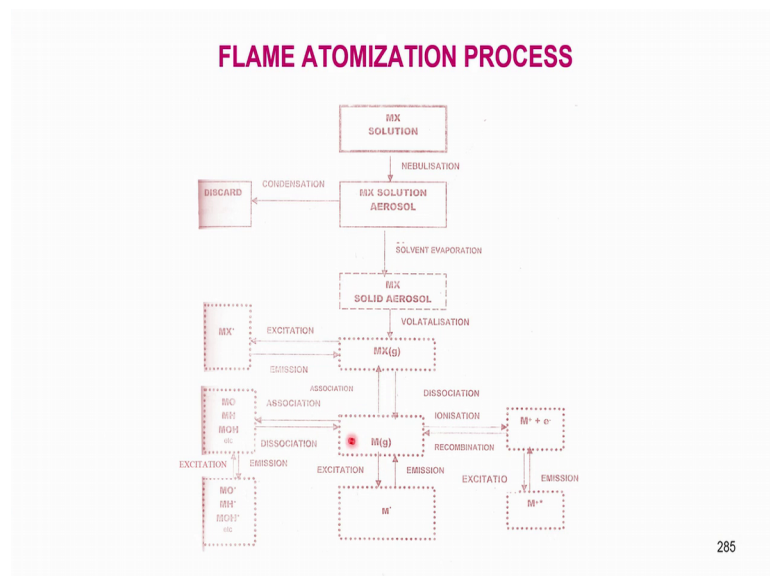 FLAME ATOMIZATION PROCESS
MX
SOLUTION
NEBULISATION
DISCARD
CONDENSATION
MX SOLUTION
AEROSOL
SOLVENT EVAPORATION
MX
SOLID AEROSOL
VOLATALISATION
MX*
EXCITATION
MX(g)
EMISSION
ASSOCIATION
DISSOCIATION
MO
MH
MOH
etc
ASSOCIATION
DISSOCIATION
M(g)
IONISATION
RECOMBINATION
M⁺ + e⁻
EXCITATION
EMISSION
EXCITATION
EMISSION
EXCITATIO
EMISSION
MO*
MH*
MOH*
etc
M*
M⁺*
285